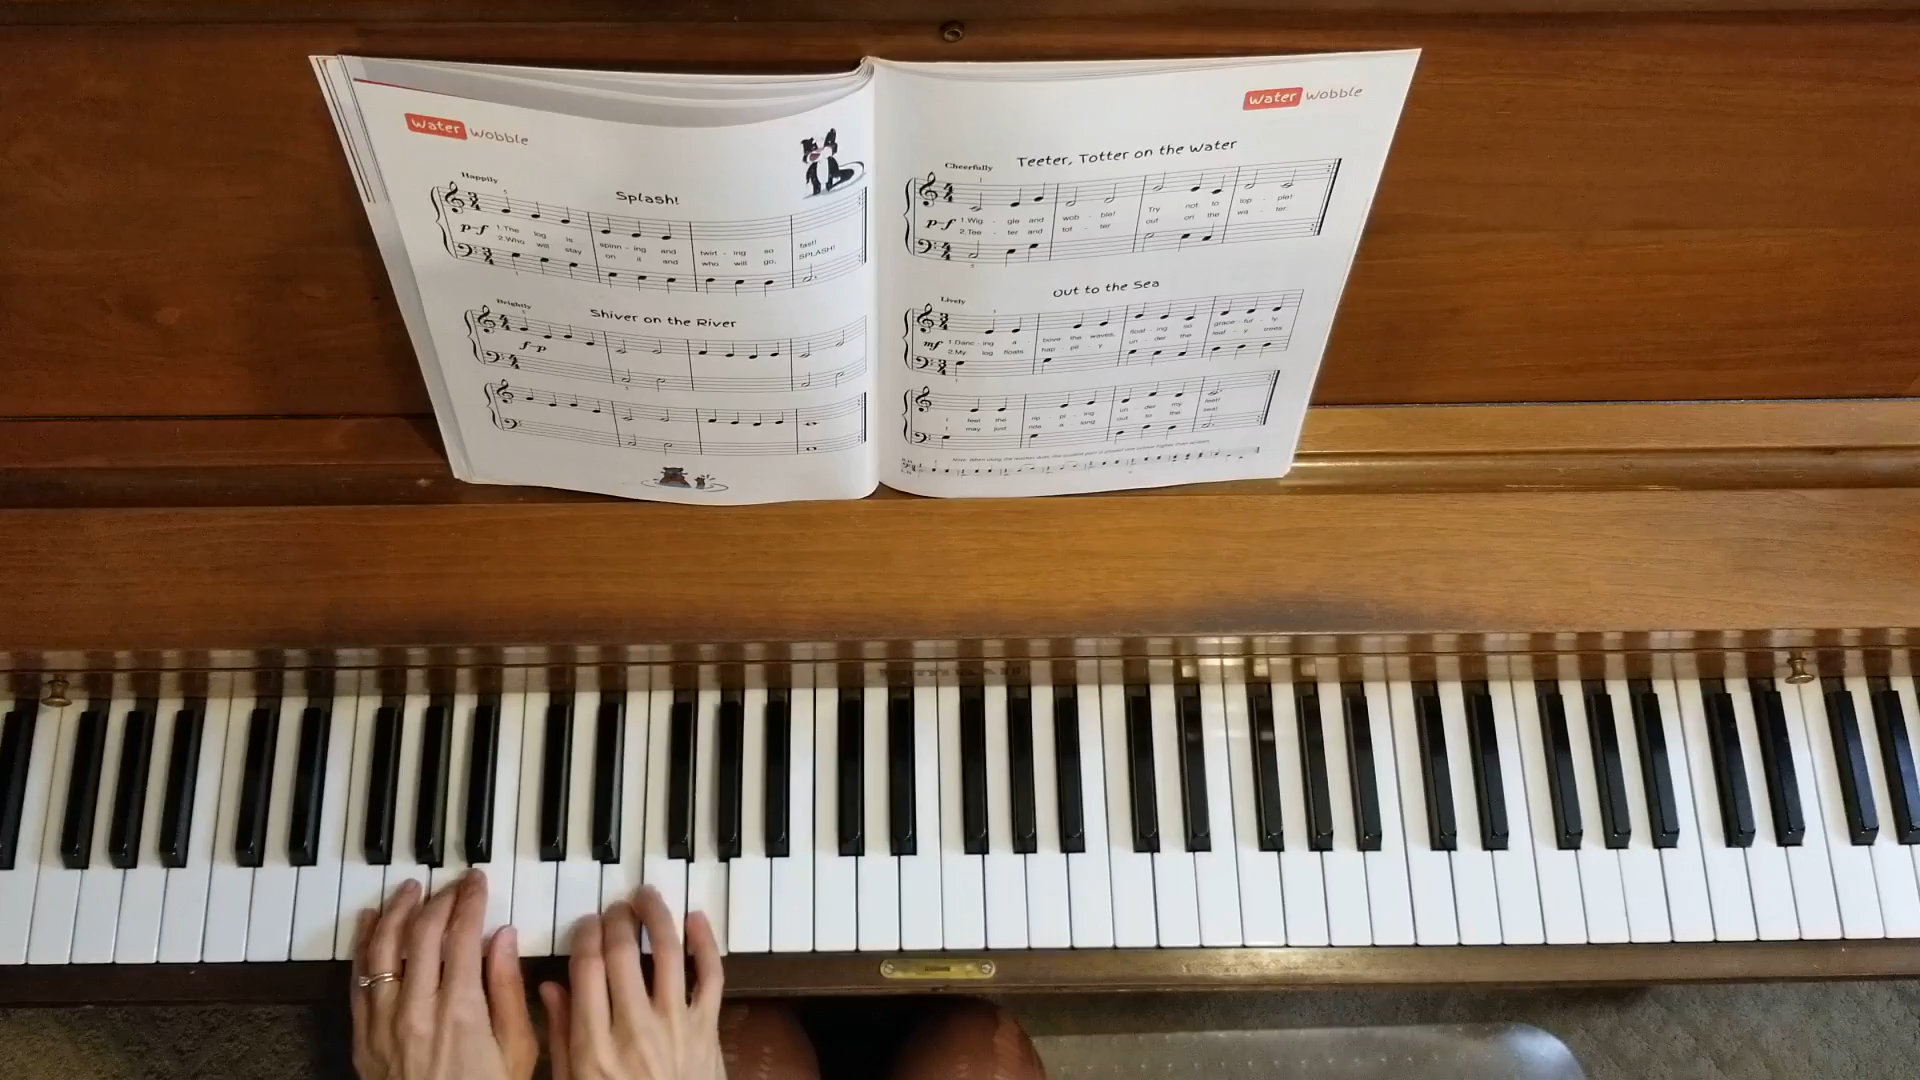 water wobble
Happily
Splash!
p-f
1.The log is spinn - ing and twirl - ing so fast!
2.Who will stay on it and who will go, SPLASH!
Brightly
Shiver on the River
f-p
water wobble
Cheerfully
Teeter, Totter on the Water
p-f
1.Wig - gle and wob - ble! Try not to top - ple!
2.Tee - ter and tot - ter out on the wa - ter.
Lively
Out to the Sea
mf
1.Danc - ing a - bove the waves, float - ing so grace - ful - ly.
2.My log floats hap - pi - ly un - der the leaf - y trees
I feel the rip - pl - ing un - der my feet!
I may just ride a - long out to the sea!